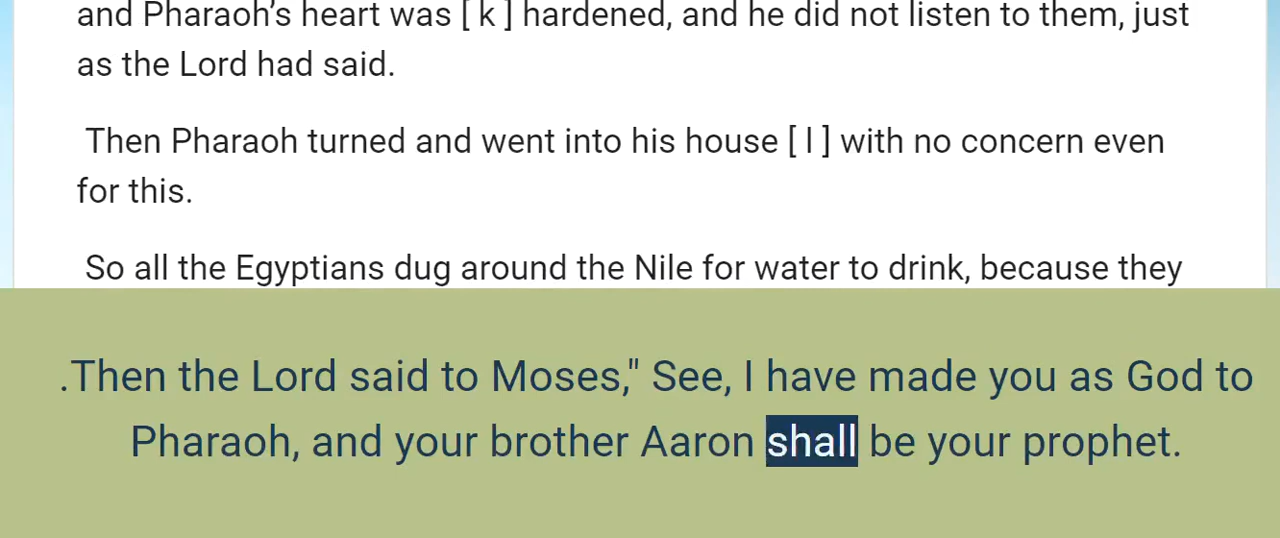 and Pharaoh’s heart was [ k ] hardened, and he did not listen to them, just
as the Lord had said.
Then Pharaoh turned and went into his house [ l ] with no concern even
for this.
So all the Egyptians dug around the Nile for water to drink, because they
.Then the Lord said to Moses," See, I have made you as God to
Pharaoh, and your brother Aaron shall be your prophet.